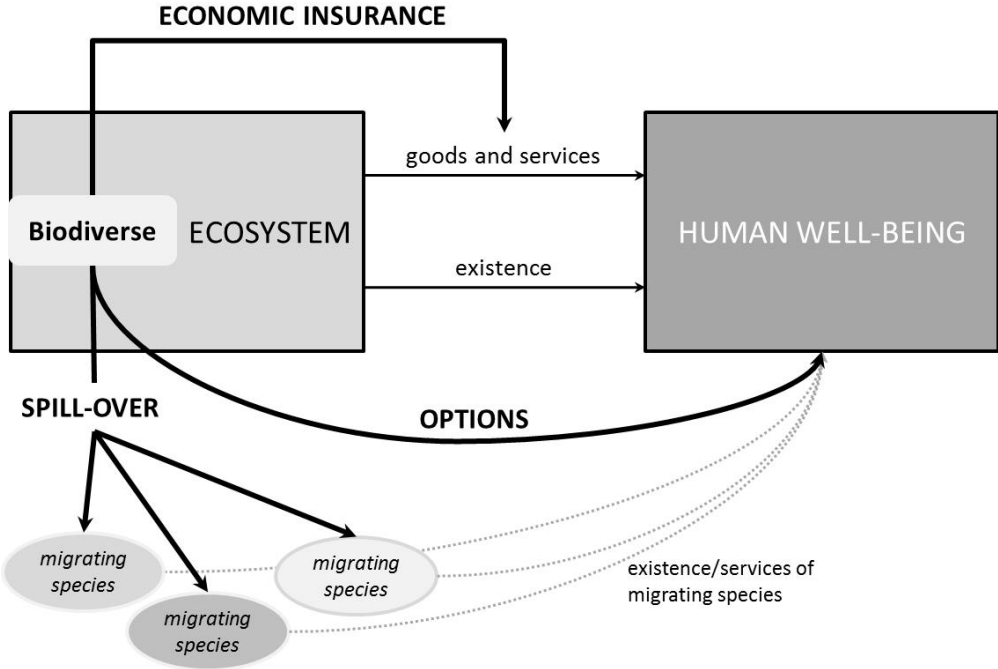 ECONOMIC INSURANCE
goods and services
Biodiverse
ECOSYSTEM
HUMAN WELL-BEING
existence
SPILL-OVER
OPTIONS
migrating
species
migrating
species
migrating
species
existence/services of
migrating species